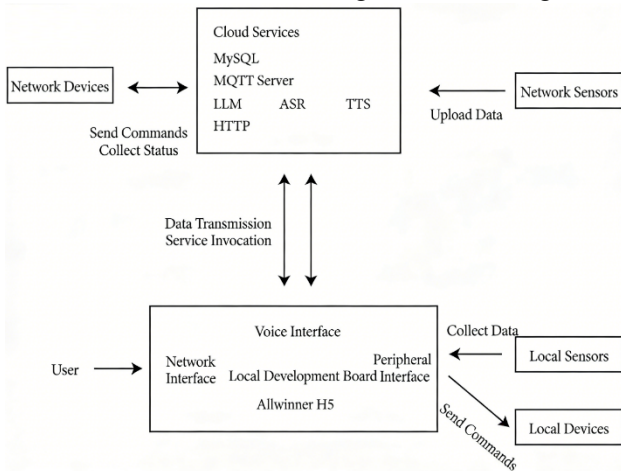 Cloud Services
MySQL
MQTT Server
LLM ASR TTS
HTTP
Network Devices
Send Commands
Collect Status
Network Sensors
Upload Data
Data Transmission
Service Invocation
Voice Interface
User
Network
Interface
Peripheral
Local Development Board Interface
Allwinner H5
Collect Data
Local Sensors
Send Commands
Local Devices